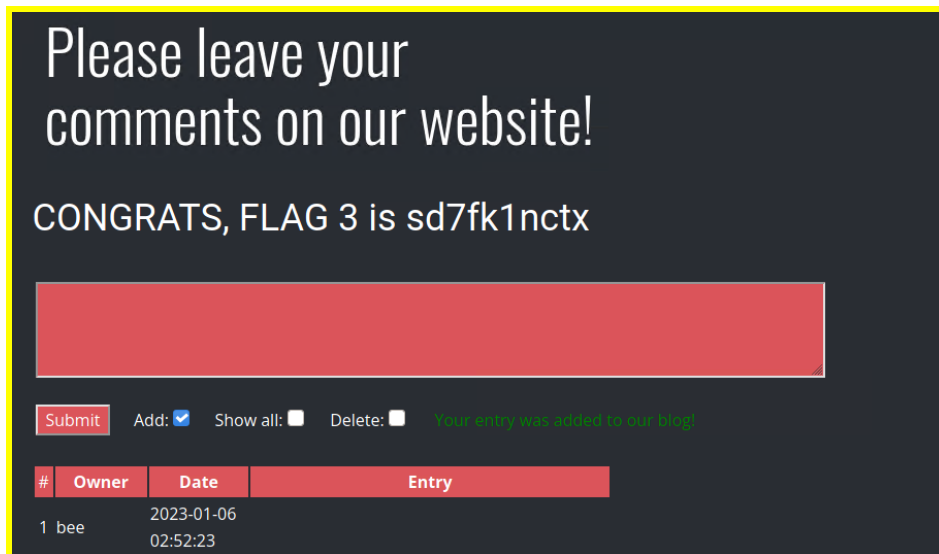 Please leave your
comments on our website!
CONGRATS, FLAG 3 is sd7fk1nctx
Submit Add: Show all: Delete: Your entry was added to our blog!
# Owner Date Entry
1 bee 2023-01-06
02:52:23